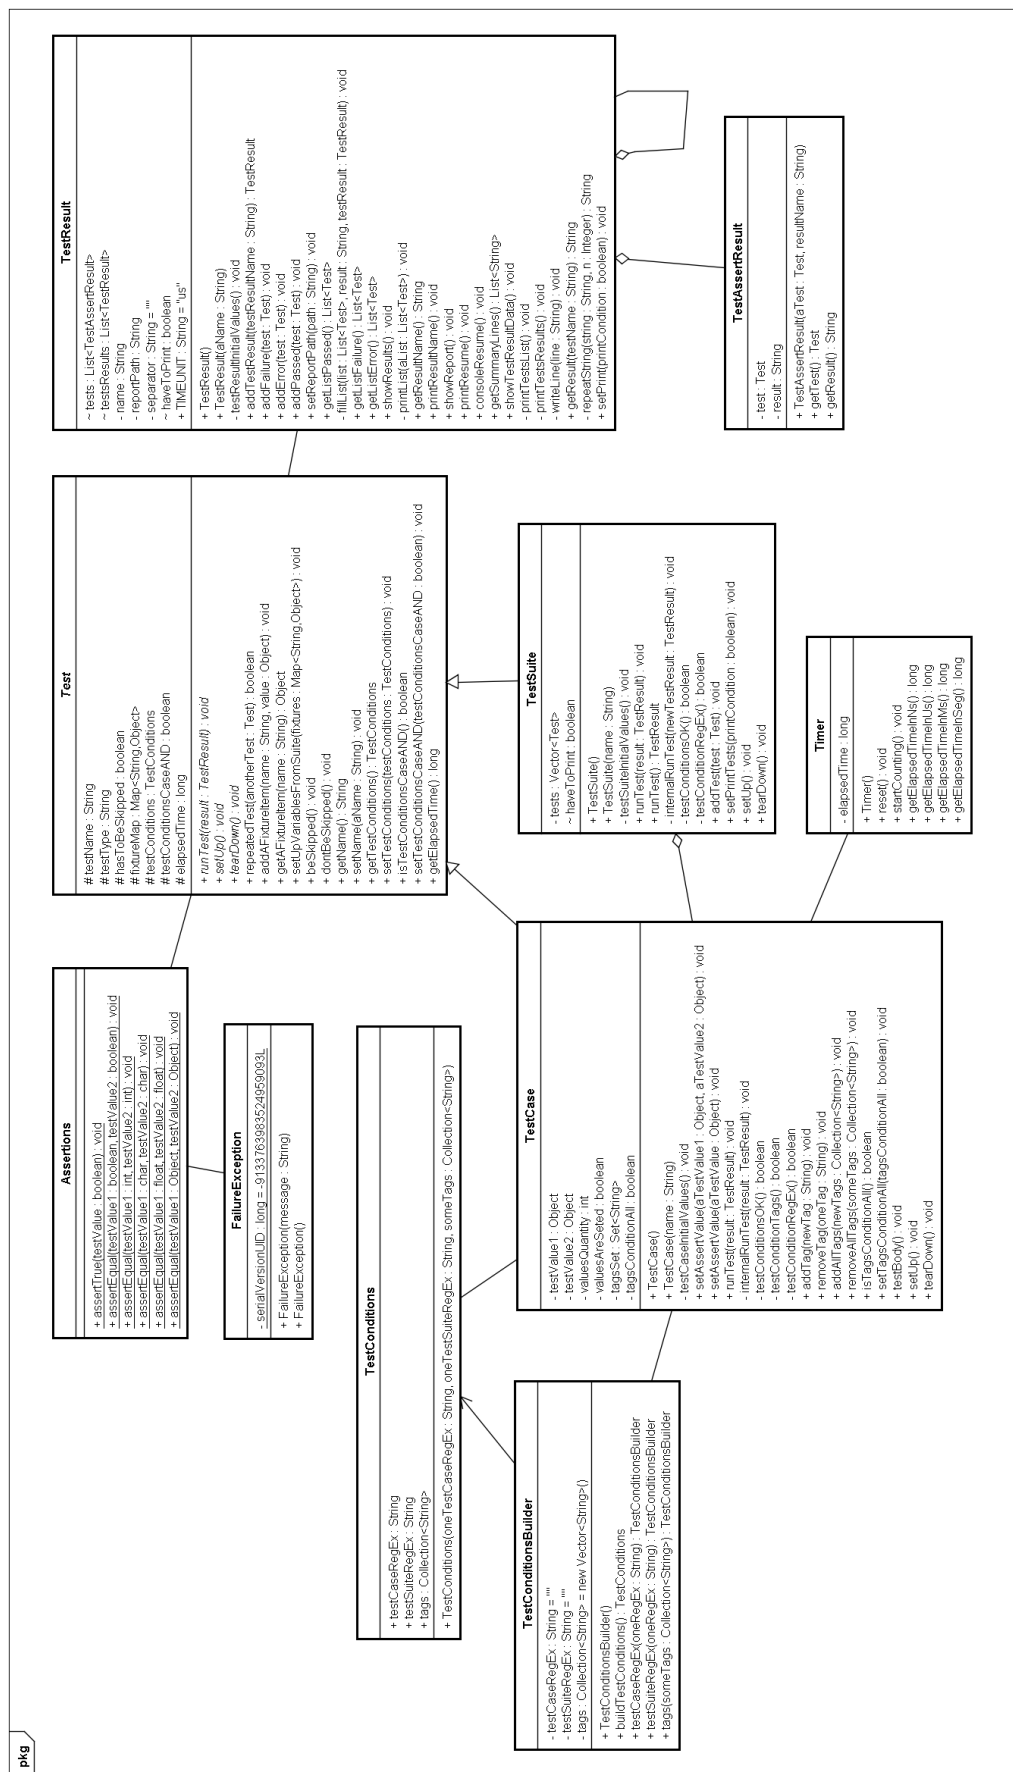 pkg
Assertions
+ assertTrue(testValue : boolean) : void
+ assertEqual(testValue1 : boolean, testValue2 : boolean) : void
+ assertEqual(testValue1 : int, testValue2 : int) : void
+ assertEqual(testValue1 : char, testValue2 : char) : void
+ assertEqual(testValue1 : float, testValue2 : float) : void
+ assertEqual(testValue1 : Object, testValue2 : Object) : void
Test
# testName : String
# testType : String
# hasToBeSkipped : boolean
# fixtureMap : Map<String,Object>
# testConditions : TestConditions
# testConditionsCaseAND : boolean
# elapsedTime : long
+ runTest(result : TestResult) : void
+ setUp() : void
+ tearDown() : void
+ repeatedTest(anotherTest : Test) : boolean
+ addAFixtureItem(name : String, value : Object) : void
+ getAFixtureItem(name : String) : Object
+ setUpVariablesFromSuite(fixtures : Map<String,Object>) : void
+ beSkipped() : void
+ dontBeSkipped() : void
+ getName() : String
+ setName(aName : String) : void
+ getTestConditions() : TestConditions
+ setTestConditions(testConditions : TestConditions) : void
+ isTestConditionsCaseAND() : boolean
+ setTestConditionsCaseAND(testConditionsCaseAND : boolean) : void
+ getElapsedTime() : long
TestResult
~ tests : List<TestAssertResult>
~ testsResults : List<TestResult>
- name : String
- reportPath : String
- separator : String = ""
~ haveToPrint : boolean
+ TIMEUNIT : String = "us"
+ TestResult()
+ TestResult(aName : String)
- testResultInitialValues() : void
+ addTestResult(testResultName : String) : TestResult
+ addFailure(test : Test) : void
+ addError(test : Test) : void
+ addPassed(test : Test) : void
+ setReportPath(path : String) : void
+ getListPassed() : List<Test>
- fillList(list : List<Test>, result : String, testResult : TestResult) : void
+ getListFailure() : List<Test>
+ getListError() : List<Test>
+ showResults() : void
- printList(aList : List<Test>) : void
+ getResultName() : String
+ printResultName() : void
+ showReport() : void
+ printResume() : void
+ consoleResume() : void
+ getSummaryLines() : List<String>
+ showTestResultData() : void
- printTestsList() : void
- printTestsResults() : void
- writeLine(line : String) : void
+ getResult(testName : String) : String
- repeatString(string : String, n : Integer) : String
+ setPrint(printCondition : boolean) : void
FailureException
- serialVersionUID : long = -9133763983524959093L
+ FailureException(message : String)
+ FailureException()
TestConditions
+ testCaseRegEx : String
+ testSuiteRegEx : String
+ tags : Collection<String>
+ TestConditions(oneTestCaseRegEx : String, oneTestSuiteRegEx : String, someTags : Collection<String>)
TestConditionsBuilder
- testCaseRegEx : String = ""
- testSuiteRegEx : String = ""
- tags : Collection<String> = new Vector<String>()
+ TestConditionsBuilder()
+ buildTestConditions() : TestConditions
+ testCaseRegEx(oneRegEx : String) : TestConditionsBuilder
+ testSuiteRegEx(oneRegEx : String) : TestConditionsBuilder
+ tags(someTags : Collection<String>) : TestConditionsBuilder
TestCase
- testValue1 : Object
- testValue2 : Object
- valuesQuantity : int
- valuesAreSeted : boolean
- tagsSet : Set<String>
- tagsConditionAll : boolean
+ TestCase()
+ TestCase(name : String)
- testCaseInitialValues() : void
+ setAssertValue(aTestValue1 : Object, aTestValue2 : Object) : void
+ setAssertValue(aTestValue : Object) : void
+ runTest(result : TestResult) : void
- internalRunTest(result : TestResult) : void
- testConditionsOK() : boolean
- testConditionTags() : boolean
- testConditionRegEx() : boolean
+ addTag(newTag : String) : void
+ removeTag(oneTag : String) : void
+ addAllTags(newTags : Collection<String>) : void
+ removeAllTags(someTags : Collection<String>) : void
+ isTagsConditionAll() : boolean
+ setTagsConditionAll(tagsConditionAll : boolean) : void
+ testBody() : void
+ setUp() : void
+ tearDown() : void
TestSuite
- tests : Vector<Test>
~ haveToPrint : boolean
+ TestSuite()
+ TestSuite(name : String)
- testSuiteInitialValues() : void
+ runTest(result : TestResult) : void
+ runTest() : TestResult
- internalRunTest(newTestResult : TestResult) : void
- testConditionsOK() : boolean
- testConditionRegEx() : boolean
+ addTest(test : Test) : void
+ setPrintTests(printCondition : boolean) : void
+ setUp() : void
+ tearDown() : void
Timer
- elapsedTime : long
+ Timer()
+ reset() : void
+ startCounting() : void
+ getElapsedTimeInNs() : long
+ getElapsedTimeInUs() : long
+ getElapsedTimeInMs() : long
+ getElapsedTimeInSeg() : long
TestAssertResult
- test : Test
- result : String
+ TestAssertResult(aTest : Test, resultName : String)
+ getTest() : Test
+ getResult() : String